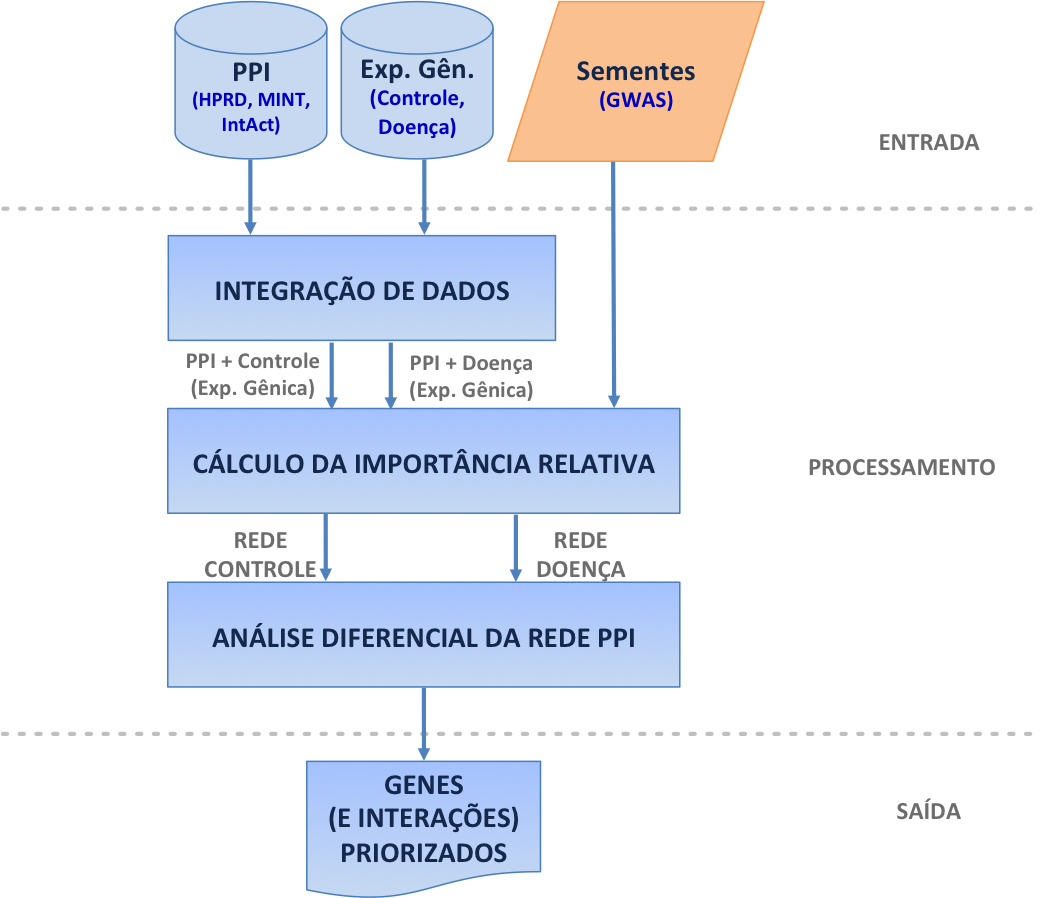 PPI
(HPRD, MINT,
IntAct)
Exp. Gên.
(Controle,
Doença)
Sementes
(GWAS)
ENTRADA
INTEGRAÇÃO DE DADOS
PPI + Controle
(Exp. Gênica)
PPI + Doença
(Exp. Gênica)
CÁLCULO DA IMPORTÂNCIA RELATIVA
PROCESSAMENTO
REDE
CONTROLE
REDE
DOENÇA
ANÁLISE DIFERENCIAL DA REDE PPI
GENES
(E INTERAÇÕES)
PRIORIZADOS
SAÍDA